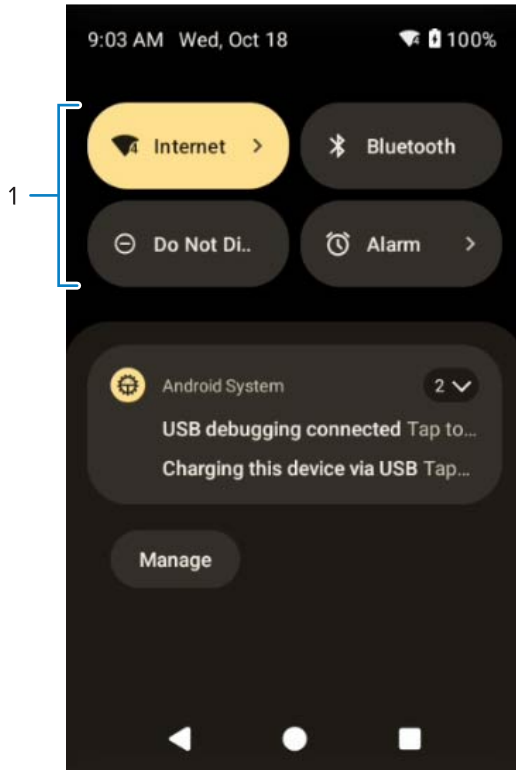 9:03 AM Wed, Oct 18 100%
1
Internet Bluetooth
Do Not Di.. Alarm
Android System 2
USB debugging connected Tap to...
Charging this device via USB Tap...
Manage